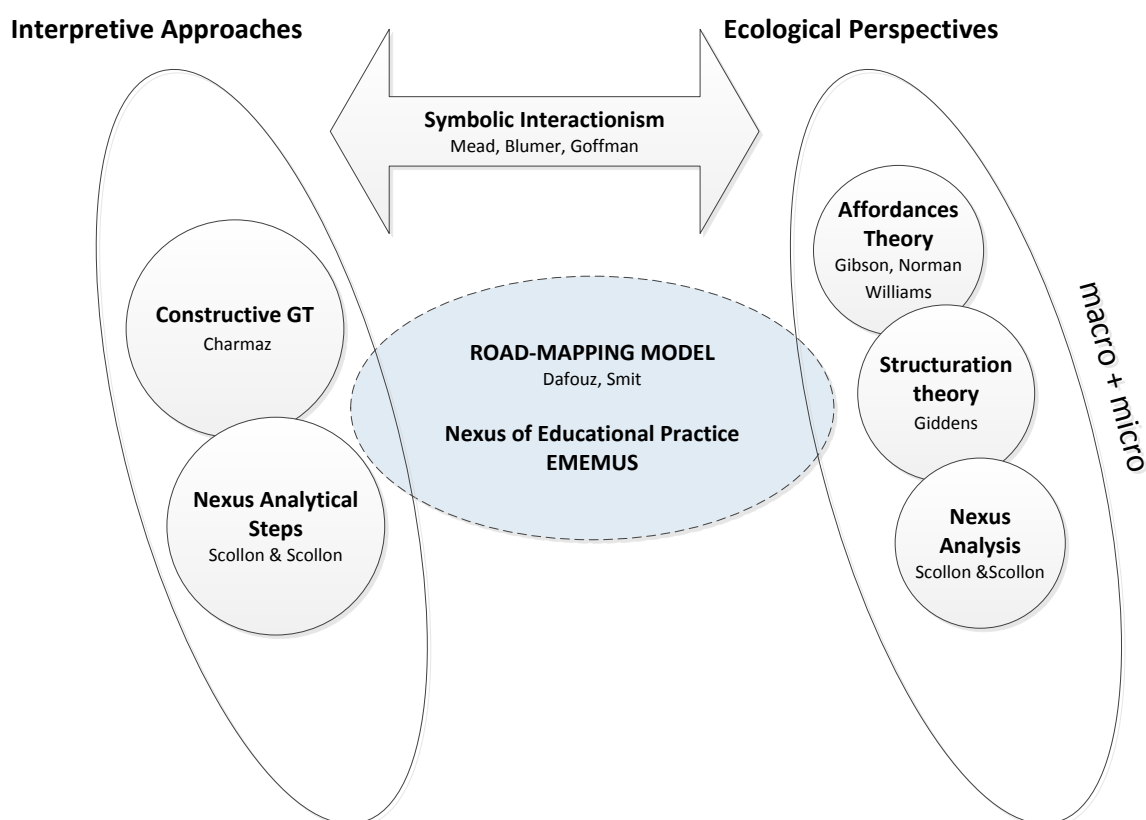 Interpretive Approaches
Ecological Perspectives
Symbolic Interactionism
Mead, Blumer, Goffman
Constructive GT
Charmaz
Nexus Analytical
Steps
Scollon & Scollon
ROAD-MAPPING MODEL
Dafouz, Smit
Nexus of Educational Practice
EMEMUS
Affordances
Theory
Gibson, Norman
Williams
Structuration
theory
Giddens
Nexus
Analysis
Scollon &Scollon
macro + micro